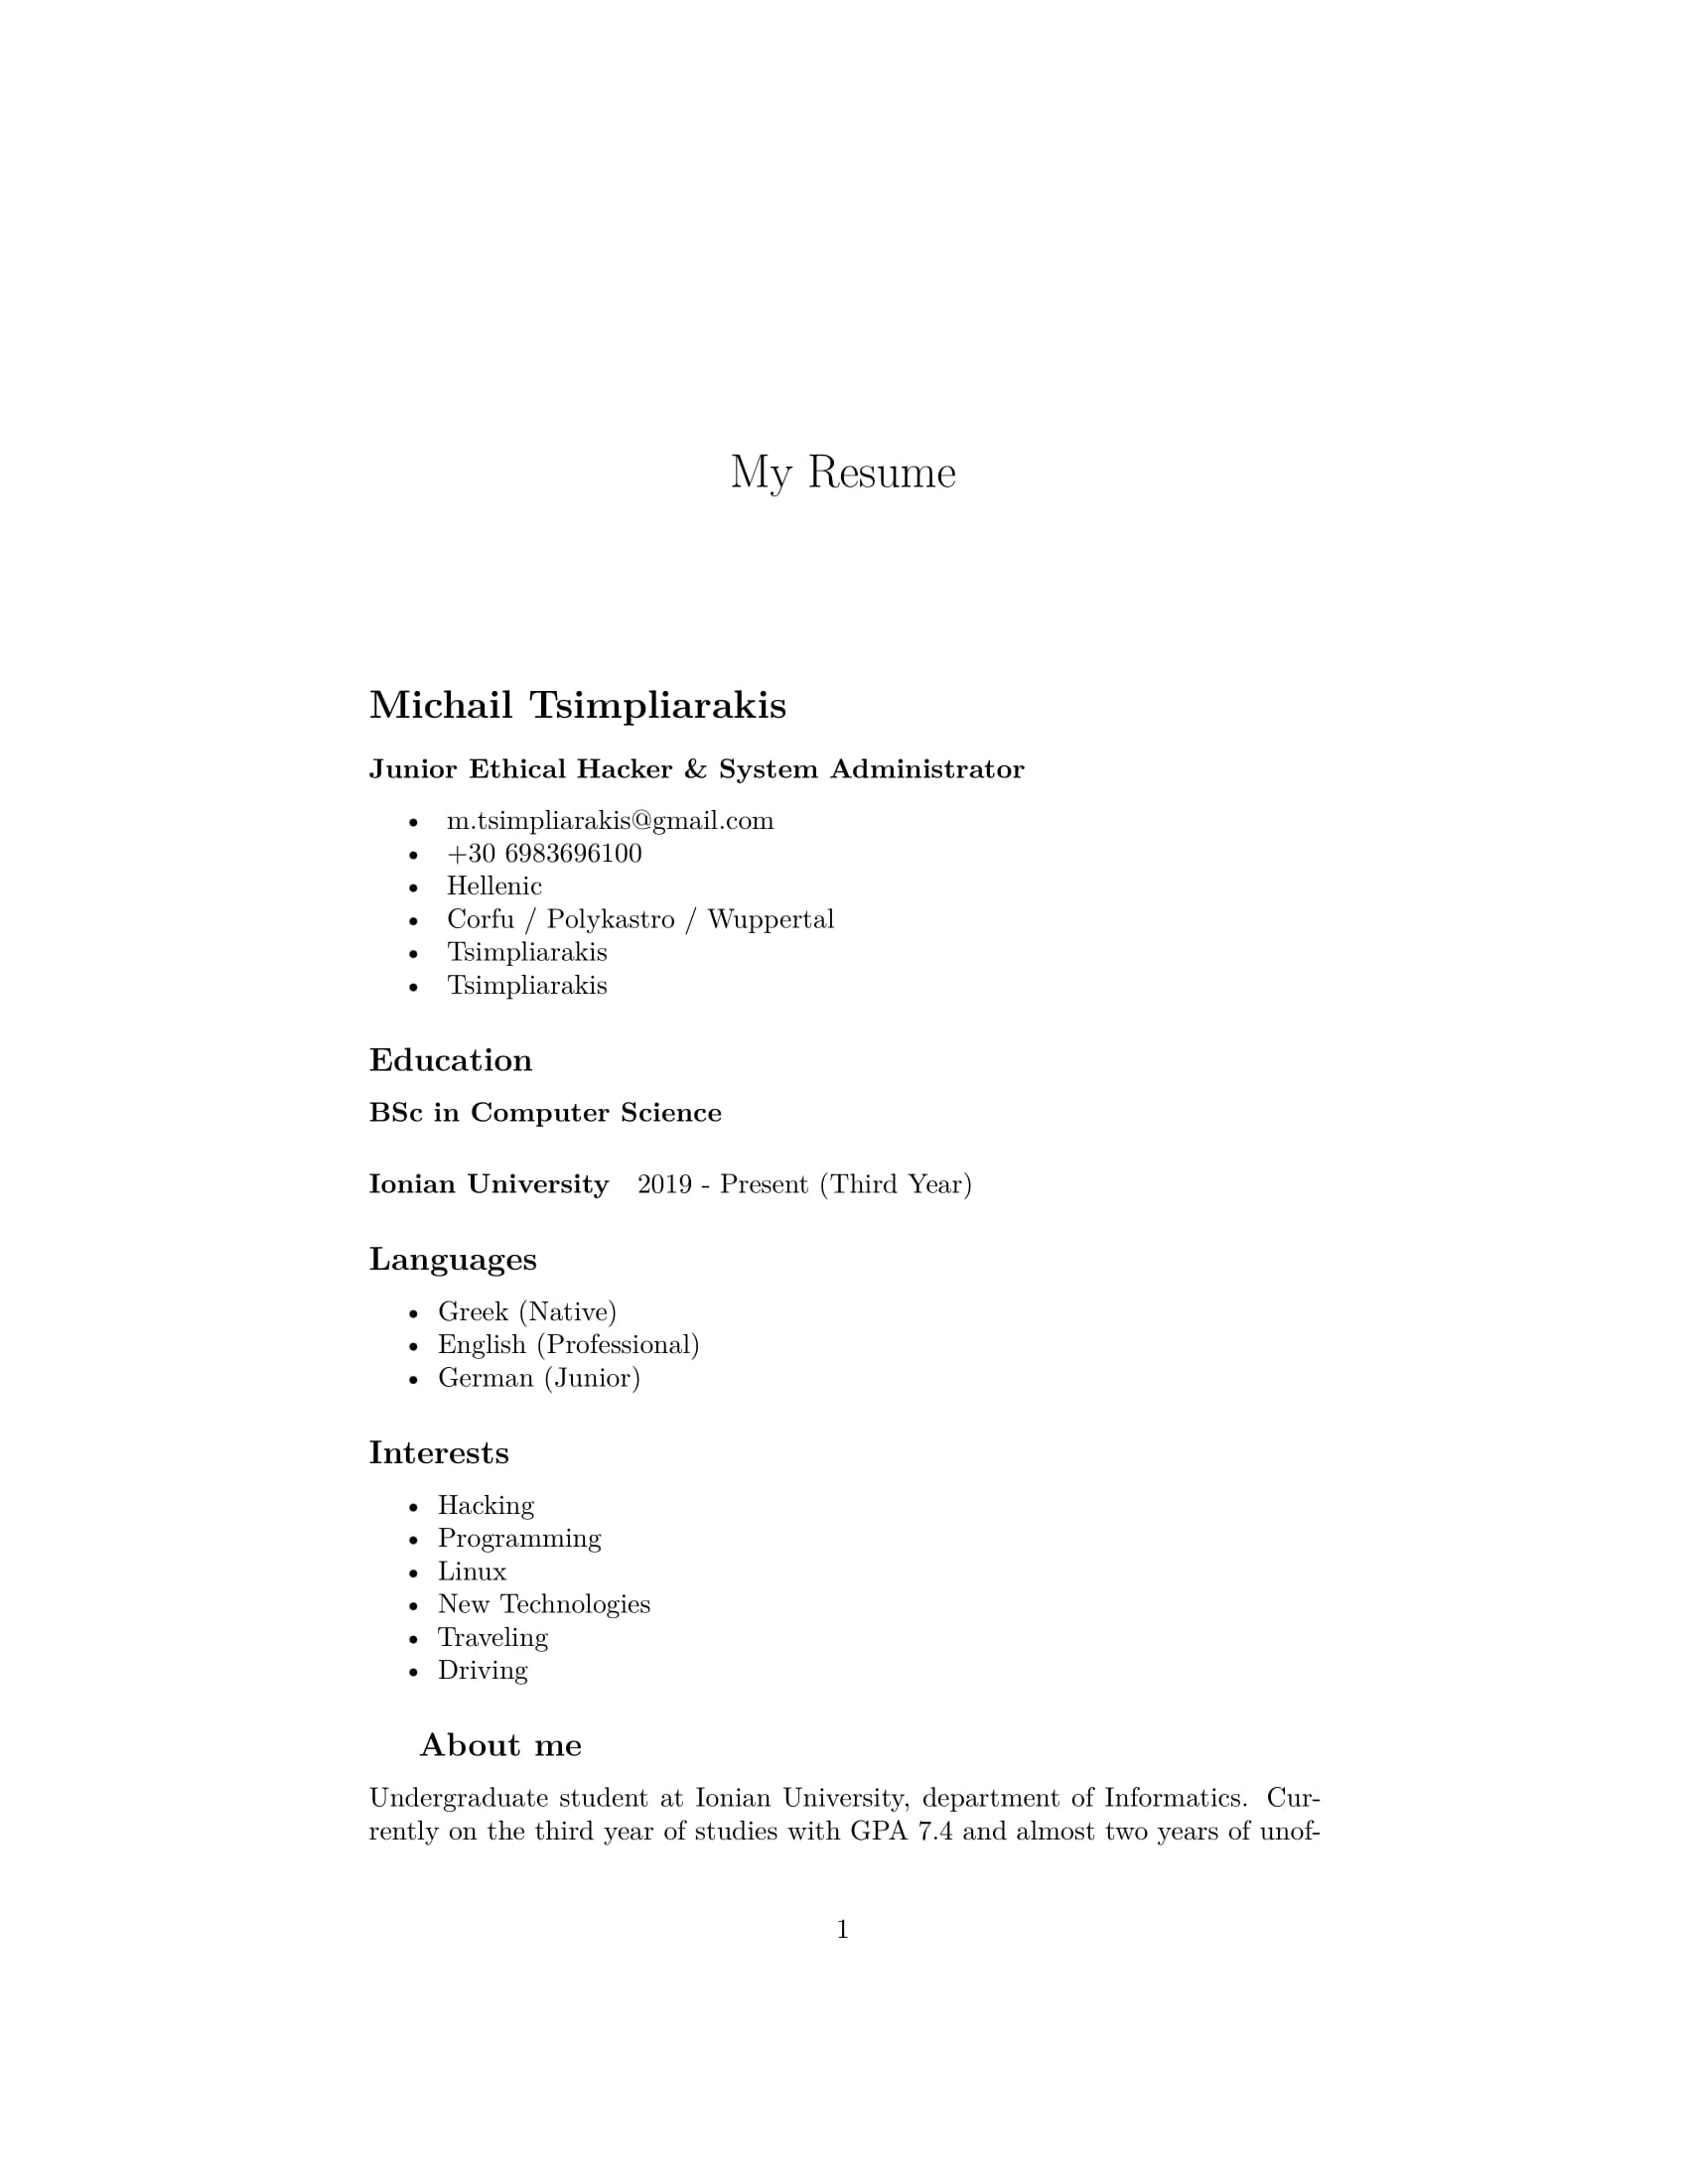 My Resume
Michail Tsimpliarakis
Junior Ethical Hacker & System Administrator
• m.tsimpliarakis@gmail.com
• +30 6983696100
• Hellenic
• Corfu / Polykastro / Wuppertal
• Tsimpliarakis
• Tsimpliarakis
Education
BSc in Computer Science
Ionian University 2019 - Present (Third Year)
Languages
• Greek (Native)
• English (Professional)
• German (Junior)
Interests
• Hacking
• Programming
• Linux
• New Technologies
• Traveling
• Driving
About me
Undergraduate student at Ionian University, department of Informatics. Cur-
rently on the third year of studies with GPA 7.4 and almost two years of unof-
1